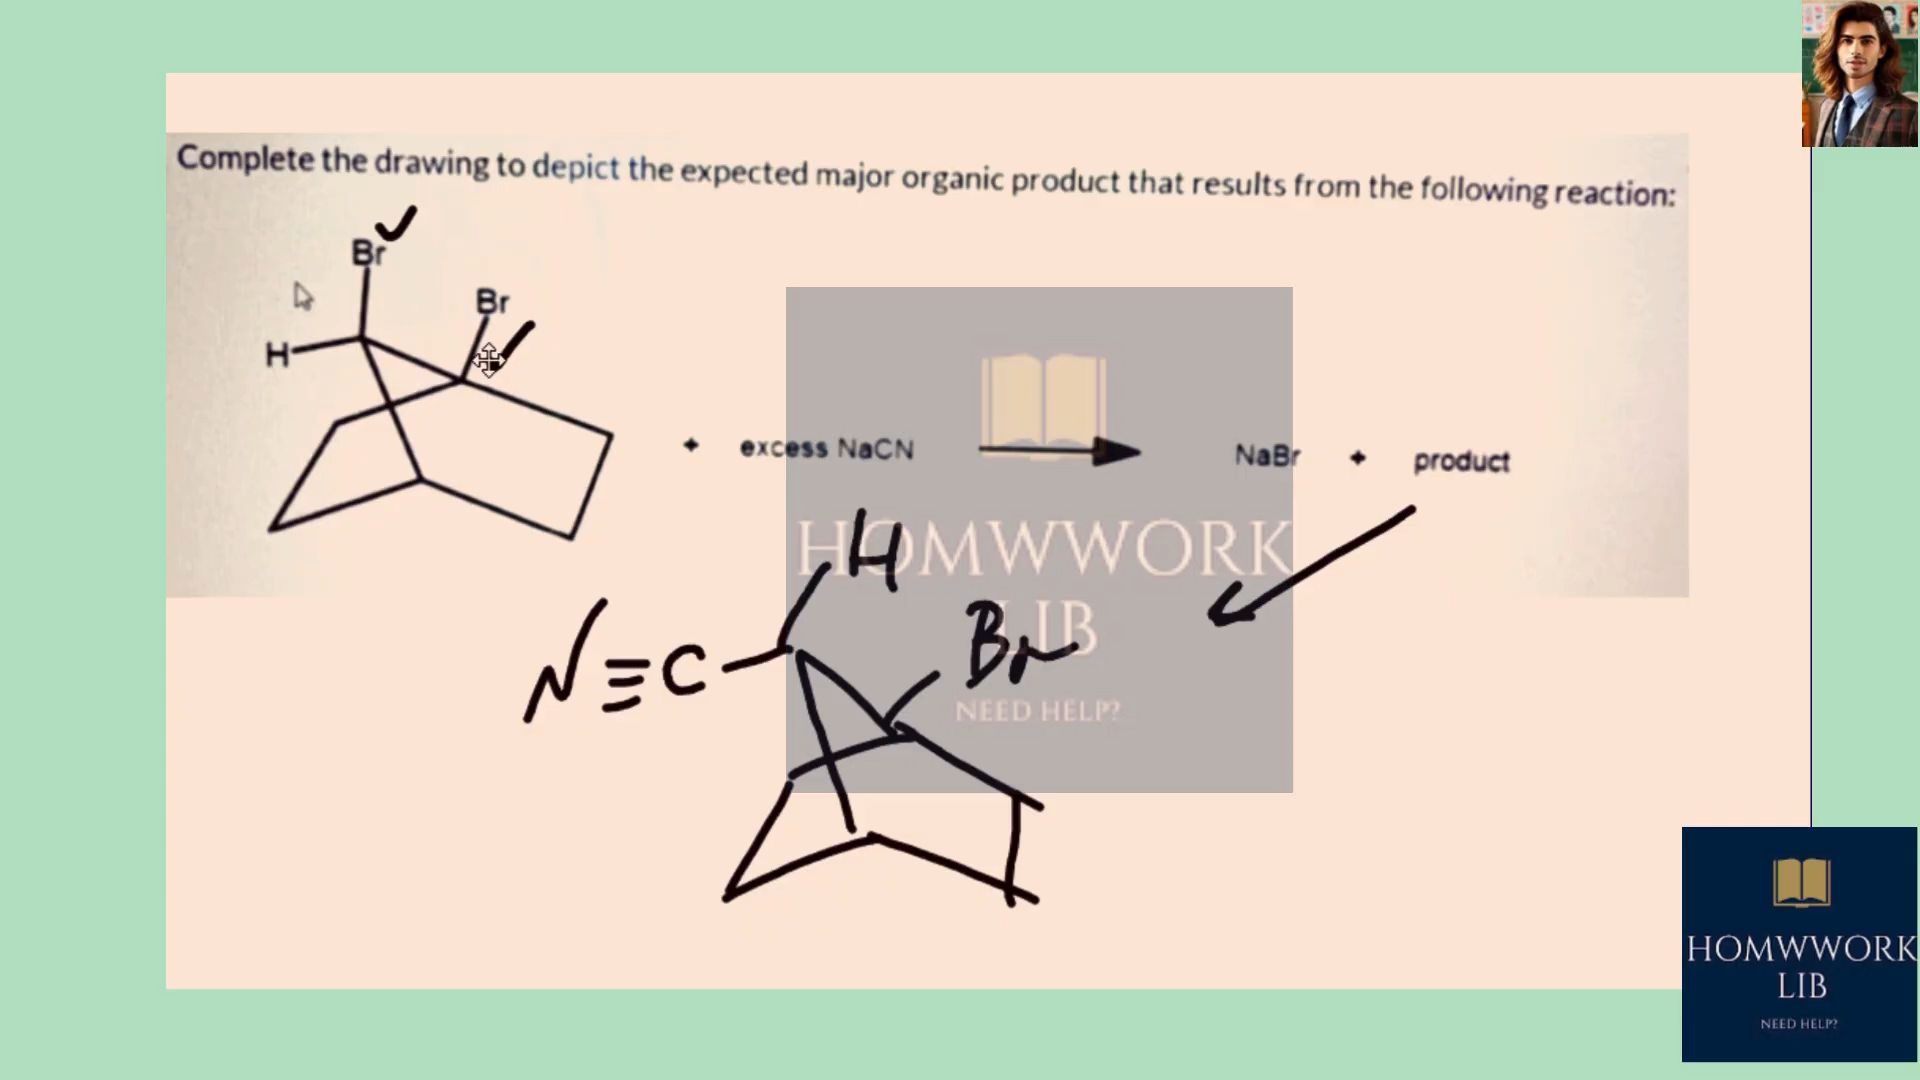 Complete the drawing to depict the expected major organic product that results from the following reaction:
Br
Br
H
+ excess NaCN
NaBr + product
H
N≡C
Br
HOMWWORK
LIB
NEED HELP?
HOMWWORK
LIB
NEED HELP?